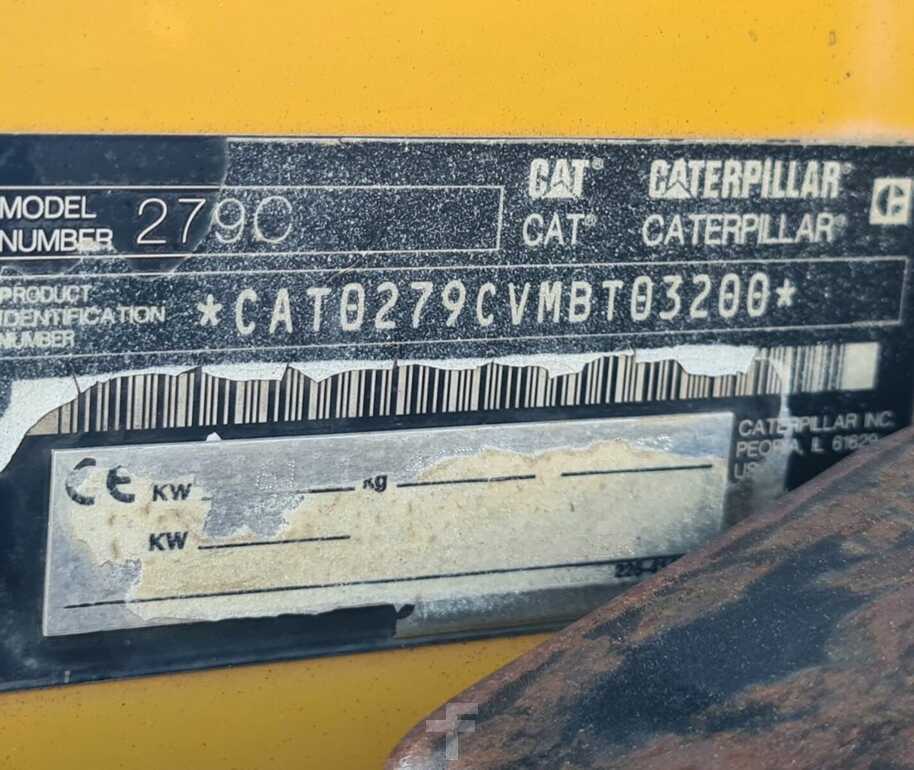 CAT® CATERPILLAR®
MODEL NUMBER 279C
CAT® CATERPILLAR®
PRODUCT IDENTIFICATION NUMBER *CAT0279CVMBT03200*
CATERPILLAR INC.
PEORIA, IL 61629
CE KW kg
KW